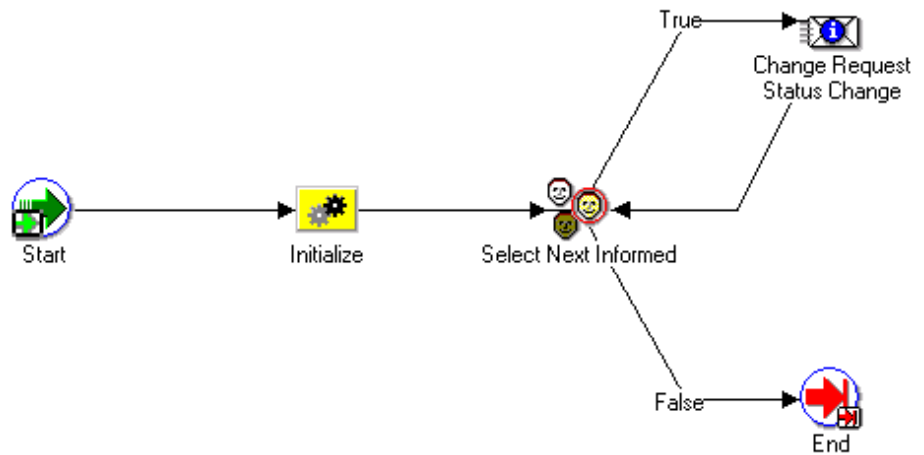 True
Change Request
Status Change
Start
Initialize
Select Next Informed
False
End